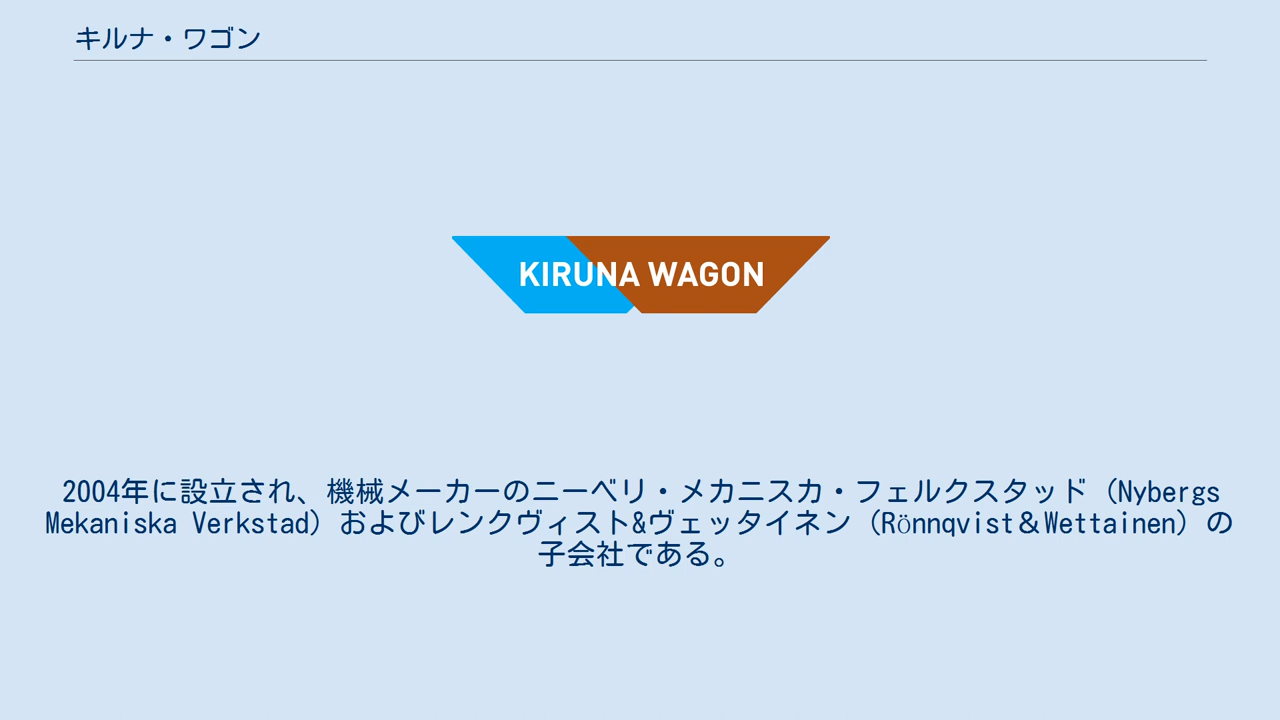 キルナ・ワゴン
KIRUNA WAGON
2004年に設立され、機械メーカーのニーベリ・メカニスカ・フェルクスタッド（Nybergs
Mekaniska Verkstad）およびレンクヴィスト&ヴェッタイネン（Rönnqvist＆Wettainen）の
子会社である。